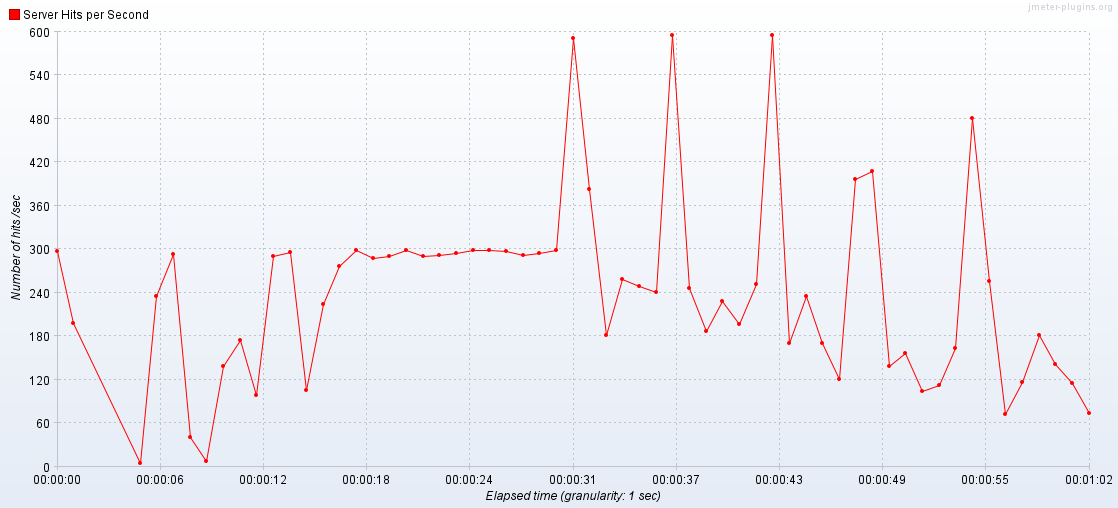 jmeter-plugins.org
Server Hits per Second
600
540
480
420
360
300
240
180
120
60
0
Number of hits /sec
00:00:00 00:00:06 00:00:12 00:00:18 00:00:24 00:00:31 00:00:37 00:00:43 00:00:49 00:00:55 00:01:02
Elapsed time (granularity: 1 sec)